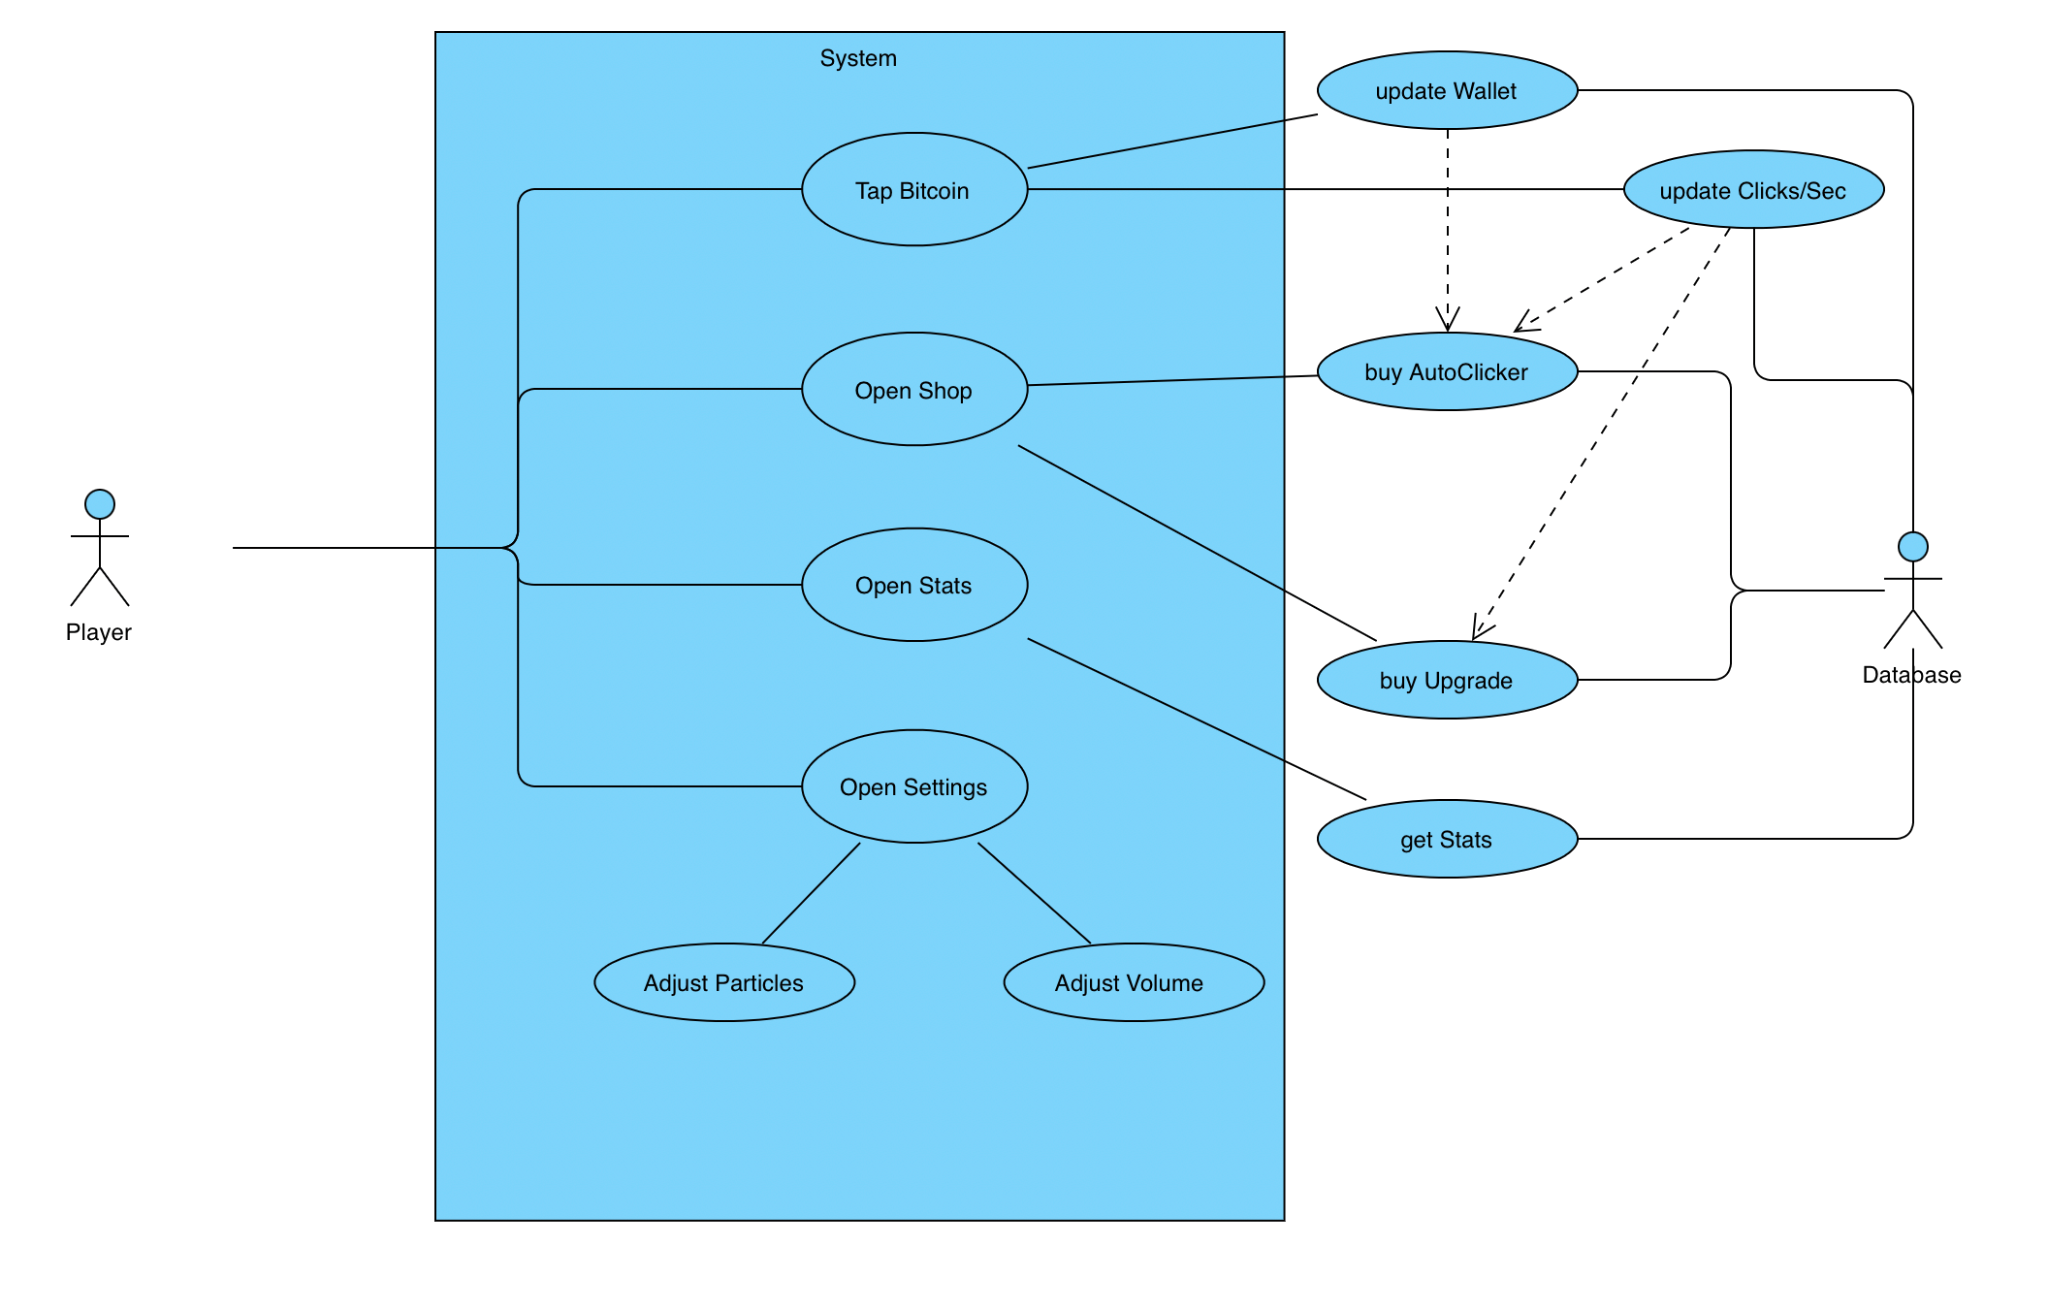 System
update Wallet
Tap Bitcoin
update Clicks/Sec
Open Shop
buy AutoClicker
Open Stats
Player
buy Upgrade
Database
Open Settings
get Stats
Adjust Particles
Adjust Volume